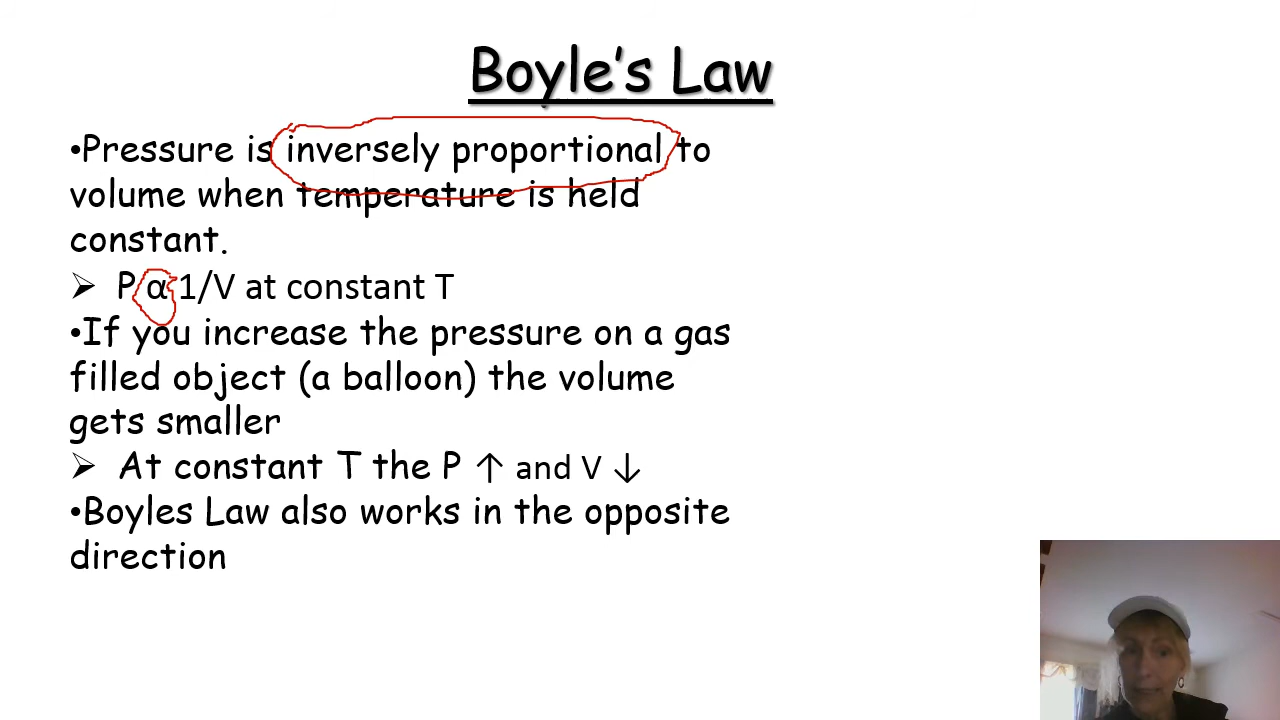 Boyle’s Law
•Pressure is inversely proportional to
volume when temperature is held
constant.
➢ P α 1/V at constant T
•If you increase the pressure on a gas
filled object (a balloon) the volume
gets smaller
➢ At constant T the P ↑ and V ↓
•Boyles Law also works in the opposite
direction